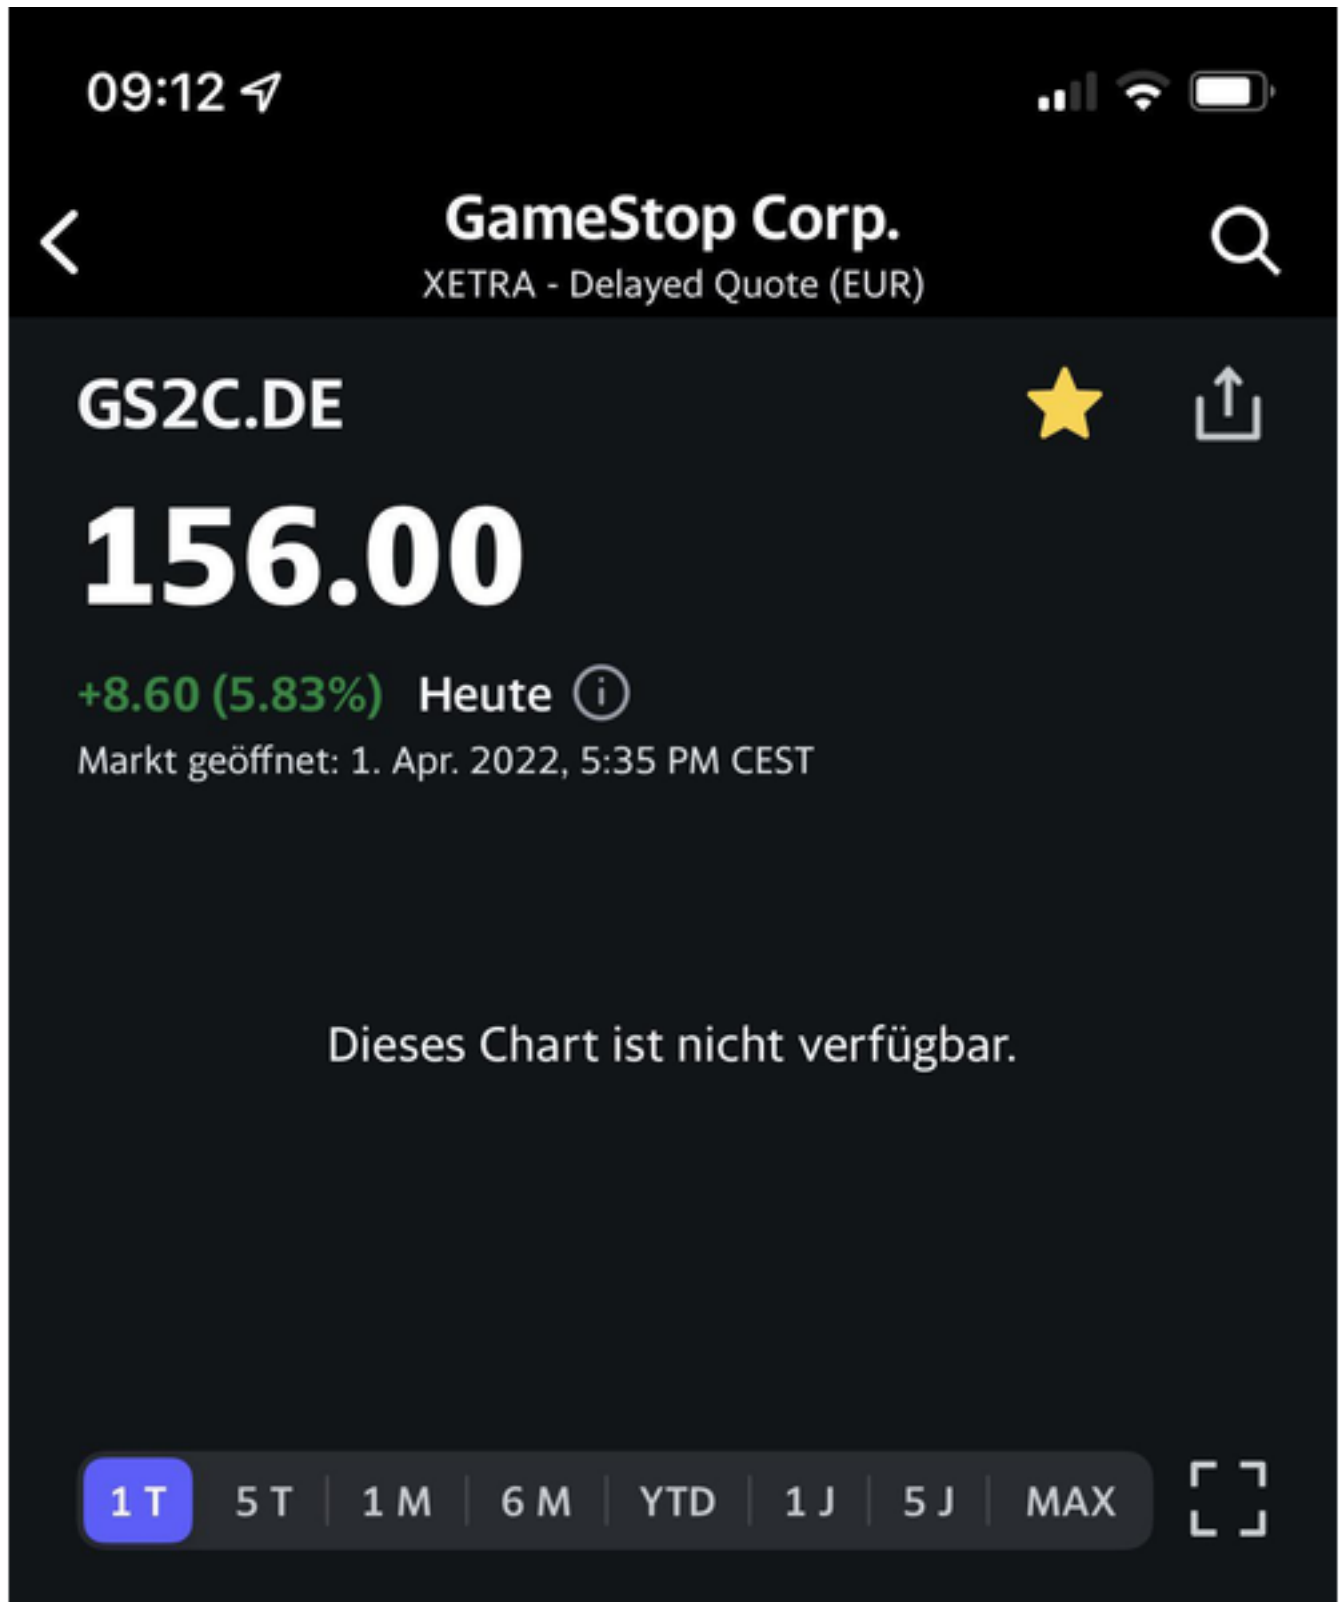 09:12
GameStop Corp.
XETRA - Delayed Quote (EUR)
GS2C.DE
156.00
+8.60 (5.83%) Heute
Markt geöffnet: 1. Apr. 2022, 5:35 PM CEST
Dieses Chart ist nicht verfügbar.
1 T 5 T 1 M 6 M YTD 1 J 5 J MAX